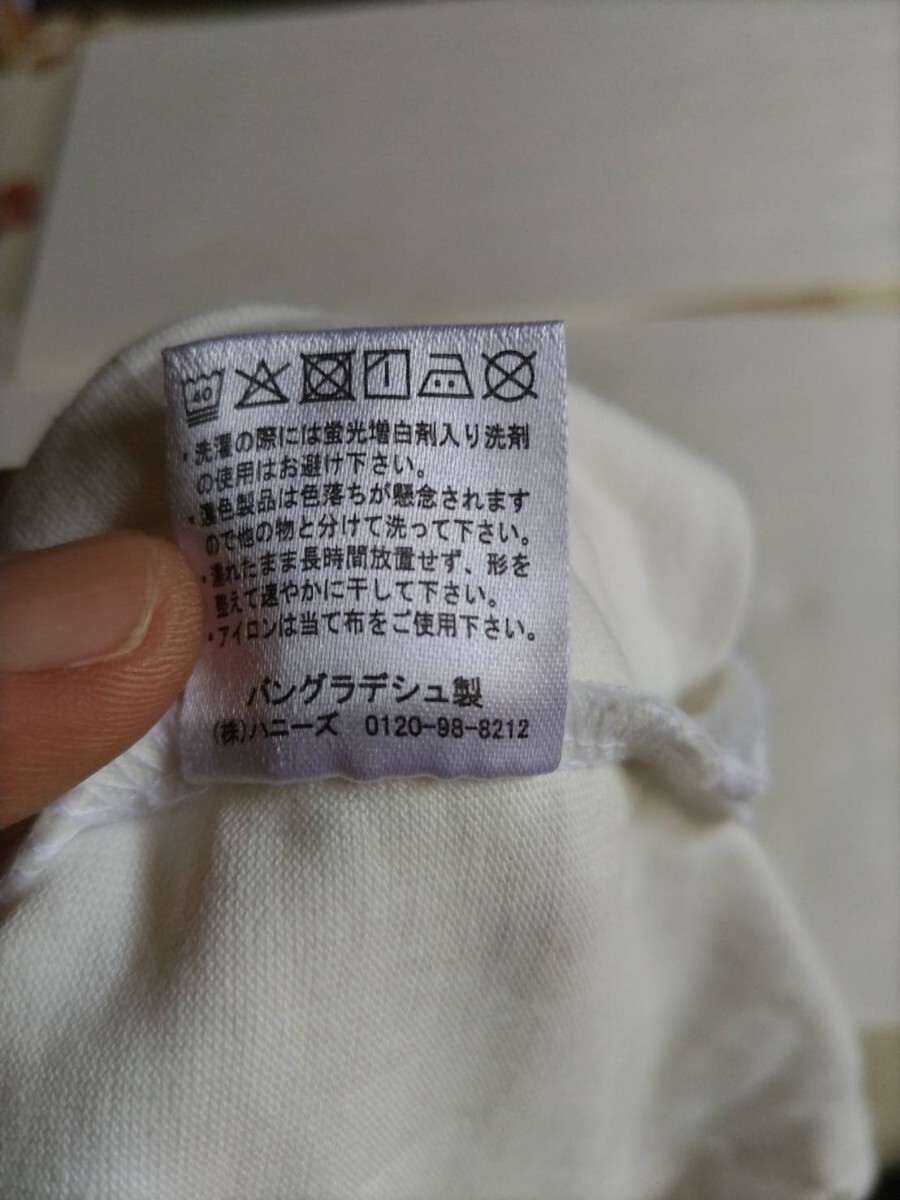 40
・洗濯の際には蛍光増白剤入り洗剤
の使用はお避け下さい。
・濃色製品は色落ちが懸念されます
ので他の物と分けて洗って下さい。
・濡れたまま長時間放置せず、形を
整えて速やかに干して下さい。
・アイロンは当て布をご使用下さい。
バングラデシュ製
(株)ハニーズ 0120-98-8212